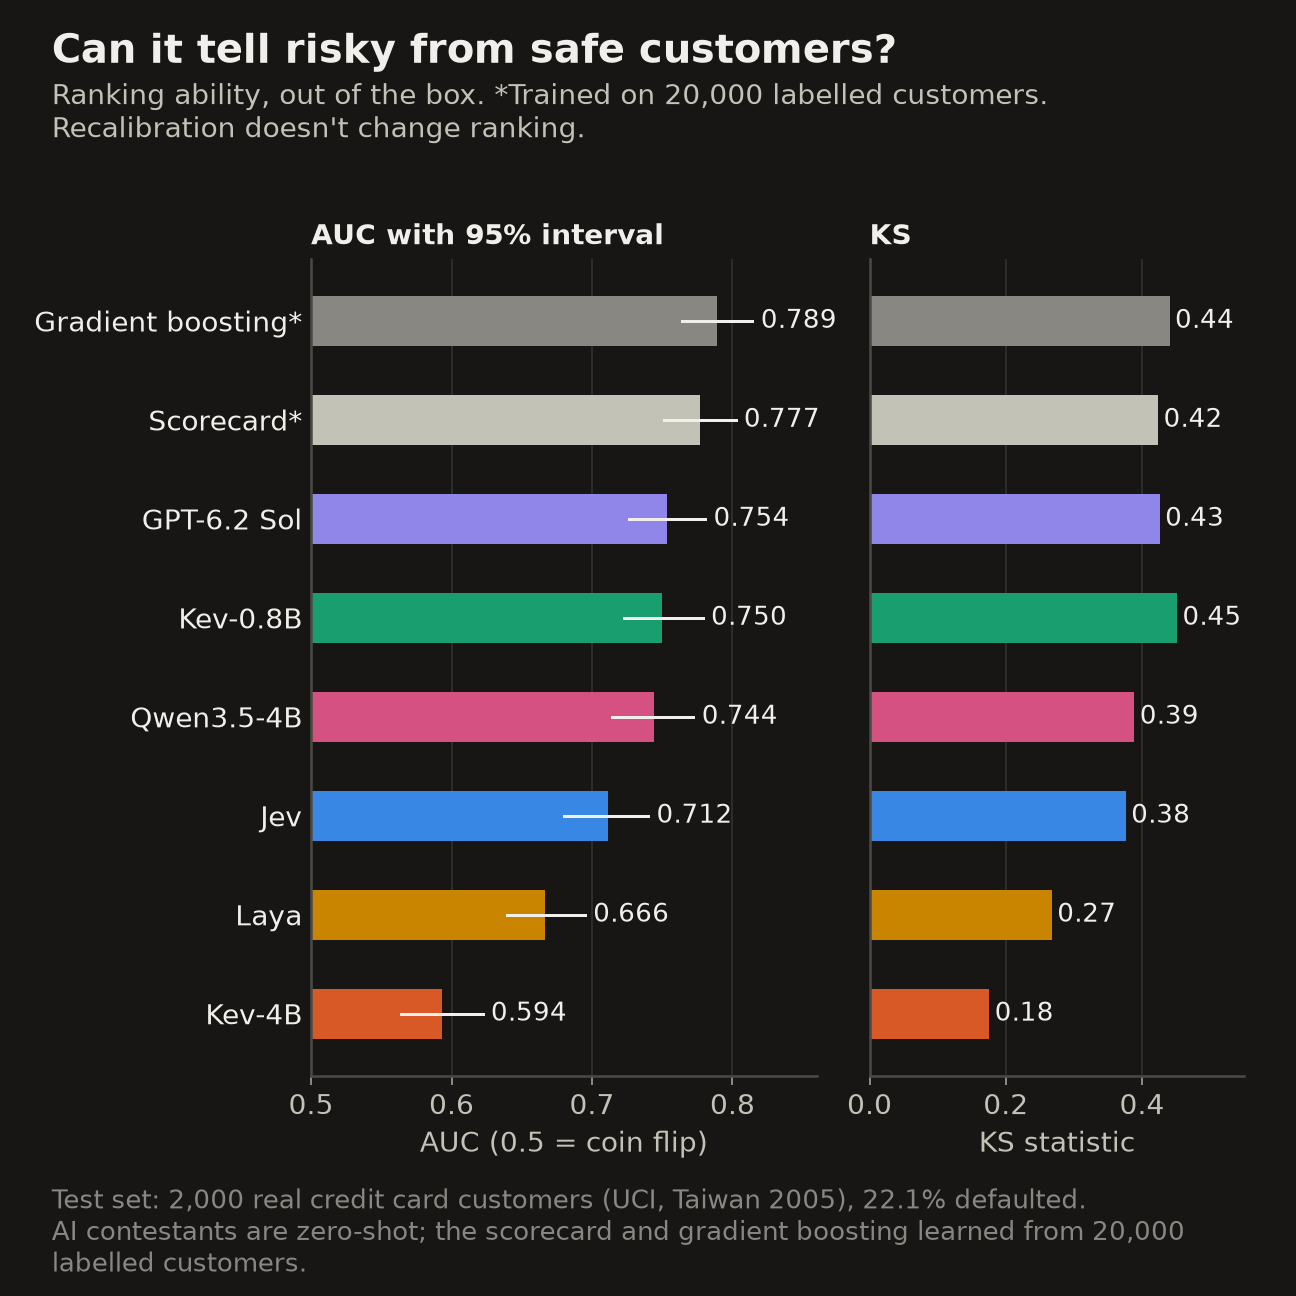 Can it tell risky from safe customers?
Ranking ability, out of the box. *Trained on 20,000 labelled customers.
Recalibration doesn't change ranking.
AUC with 95% interval
Gradient boosting*
0.789
Scorecard*
0.777
GPT-6.2 Sol
0.754
Kev-0.8B
0.750
Qwen3.5-4B
0.744
Jev
0.712
Laya
0.666
Kev-4B
0.594
0.5 0.6 0.7 0.8
AUC (0.5 = coin flip)
KS
0.44
0.42
0.43
0.45
0.39
0.38
0.27
0.18
0.0 0.2 0.4
KS statistic
Test set: 2,000 real credit card customers (UCI, Taiwan 2005), 22.1% defaulted.
AI contestants are zero-shot; the scorecard and gradient boosting learned from 20,000
labelled customers.